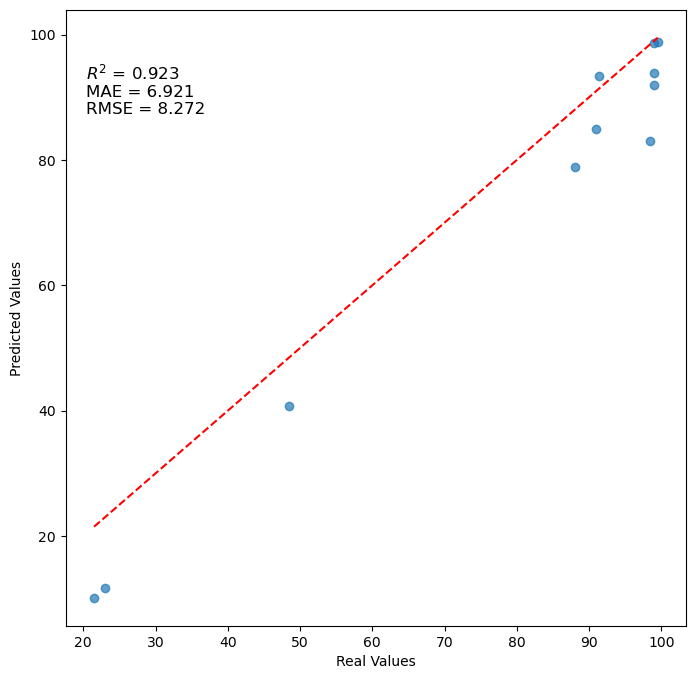 R² = 0.923
MAE = 6.921
RMSE = 8.272
100
80
60
40
20
Predicted Values
20 30 40 50 60 70 80 90 100
Real Values